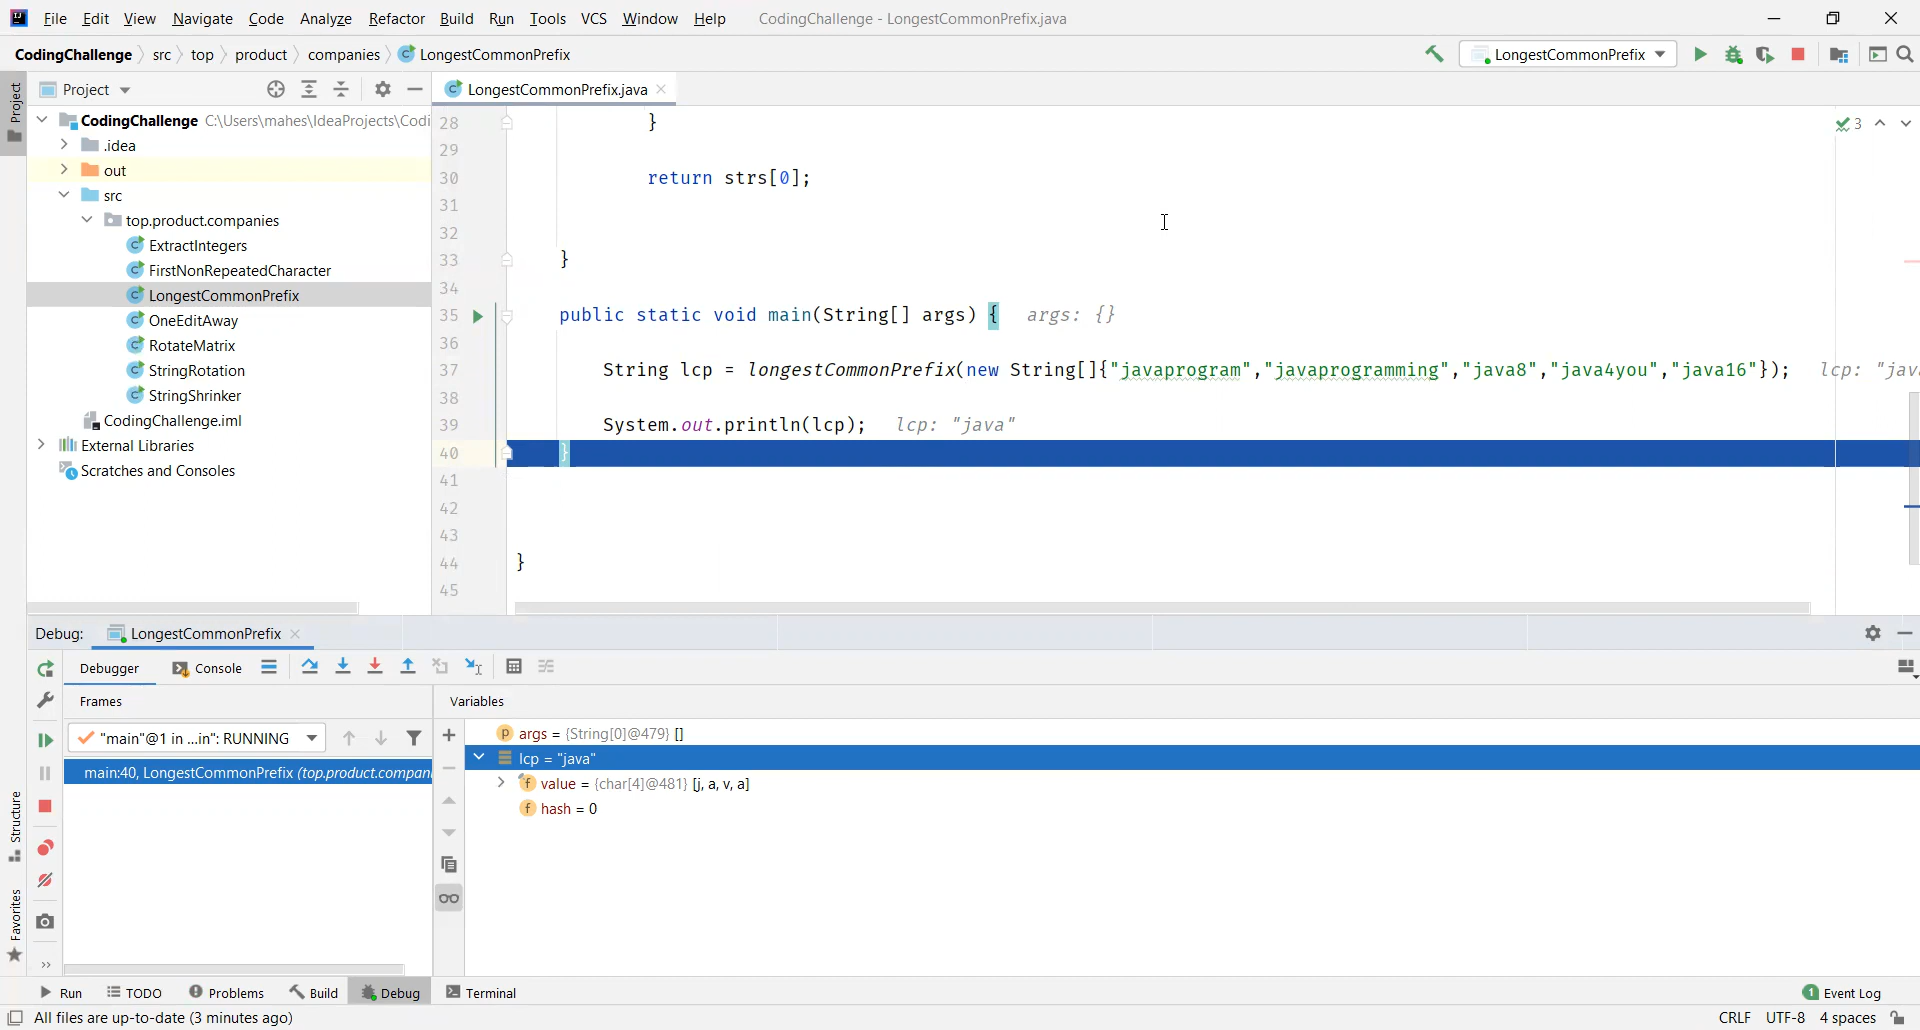 File Edit View Navigate Code Analyze Refactor Build Run Tools VCS Window Help CodingChallenge - LongestCommonPrefix.java
CodingChallenge src top product companies LongestCommonPrefix
LongestCommonPrefix
Project
Project
LongestCommonPrefix.java
CodingChallenge C:\Users\mahes\IdeaProjects\Codi
.idea
out
src
top.product.companies
ExtractIntegers
FirstNonRepeatedCharacter
LongestCommonPrefix
OneEditAway
RotateMatrix
StringRotation
StringShrinker
CodingChallenge.iml
External Libraries
Scratches and Consoles
3
28 }
29
30 return strs[0];
31
32
33 }
34
35 public static void main(String[] args) { args: {}
36
37 String lcp = longestCommonPrefix(new String[]{"javaprogram","javaprogramming","java8","java4you","java16"}); lcp: "java
38
39 System.out.println(lcp); lcp: "java"
40 }
41
42
43
44 }
45
Debug: LongestCommonPrefix
Debugger Console
Frames
Variables
"main"@1 in ...in": RUNNING
main:40, LongestCommonPrefix (top.product.compani
args = {String[0]@479} []
lcp = "java"
value = {char[4]@481} [j, a, v, a]
hash = 0
Structure
Favorites
Run TODO Problems Build Debug Terminal
1 Event Log
All files are up-to-date (3 minutes ago)
CRLF UTF-8 4 spaces